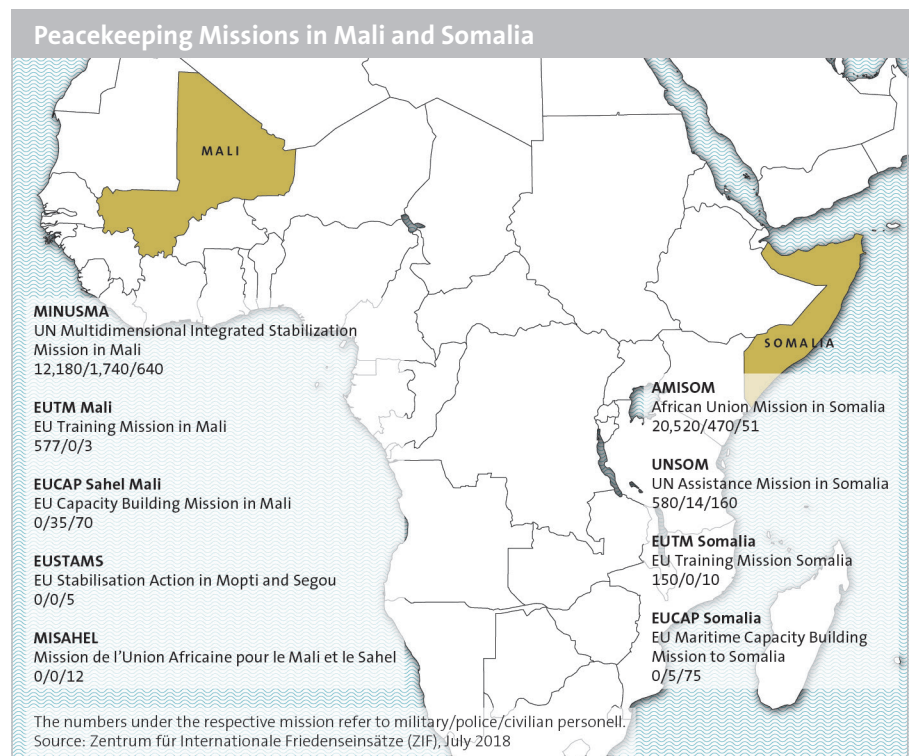 Peacekeeping Missions in Mali and Somalia
MALI
SOMALIA
MINUSMA
UN Multidimensional Integrated Stabilization
Mission in Mali
12,180/1,740/640
EUTM Mali
EU Training Mission in Mali
577/0/3
EUCAP Sahel Mali
EU Capacity Building Mission in Mali
0/35/70
EUSTAMS
EU Stabilisation Action in Mopti and Segou
0/0/5
MISAHEL
Mission de l’Union Africaine pour le Mali et le Sahel
0/0/12
AMISOM
African Union Mission in Somalia
20,520/470/51
UNSOM
UN Assistance Mission in Somalia
580/14/160
EUTM Somalia
EU Training Mission Somalia
150/0/10
EUCAP Somalia
EU Maritime Capacity Building
Mission to Somalia
0/5/75
The numbers under the respective mission refer to military/police/civilian personell.
Source: Zentrum für Internationale Friedenseinsätze (ZIF), July 2018